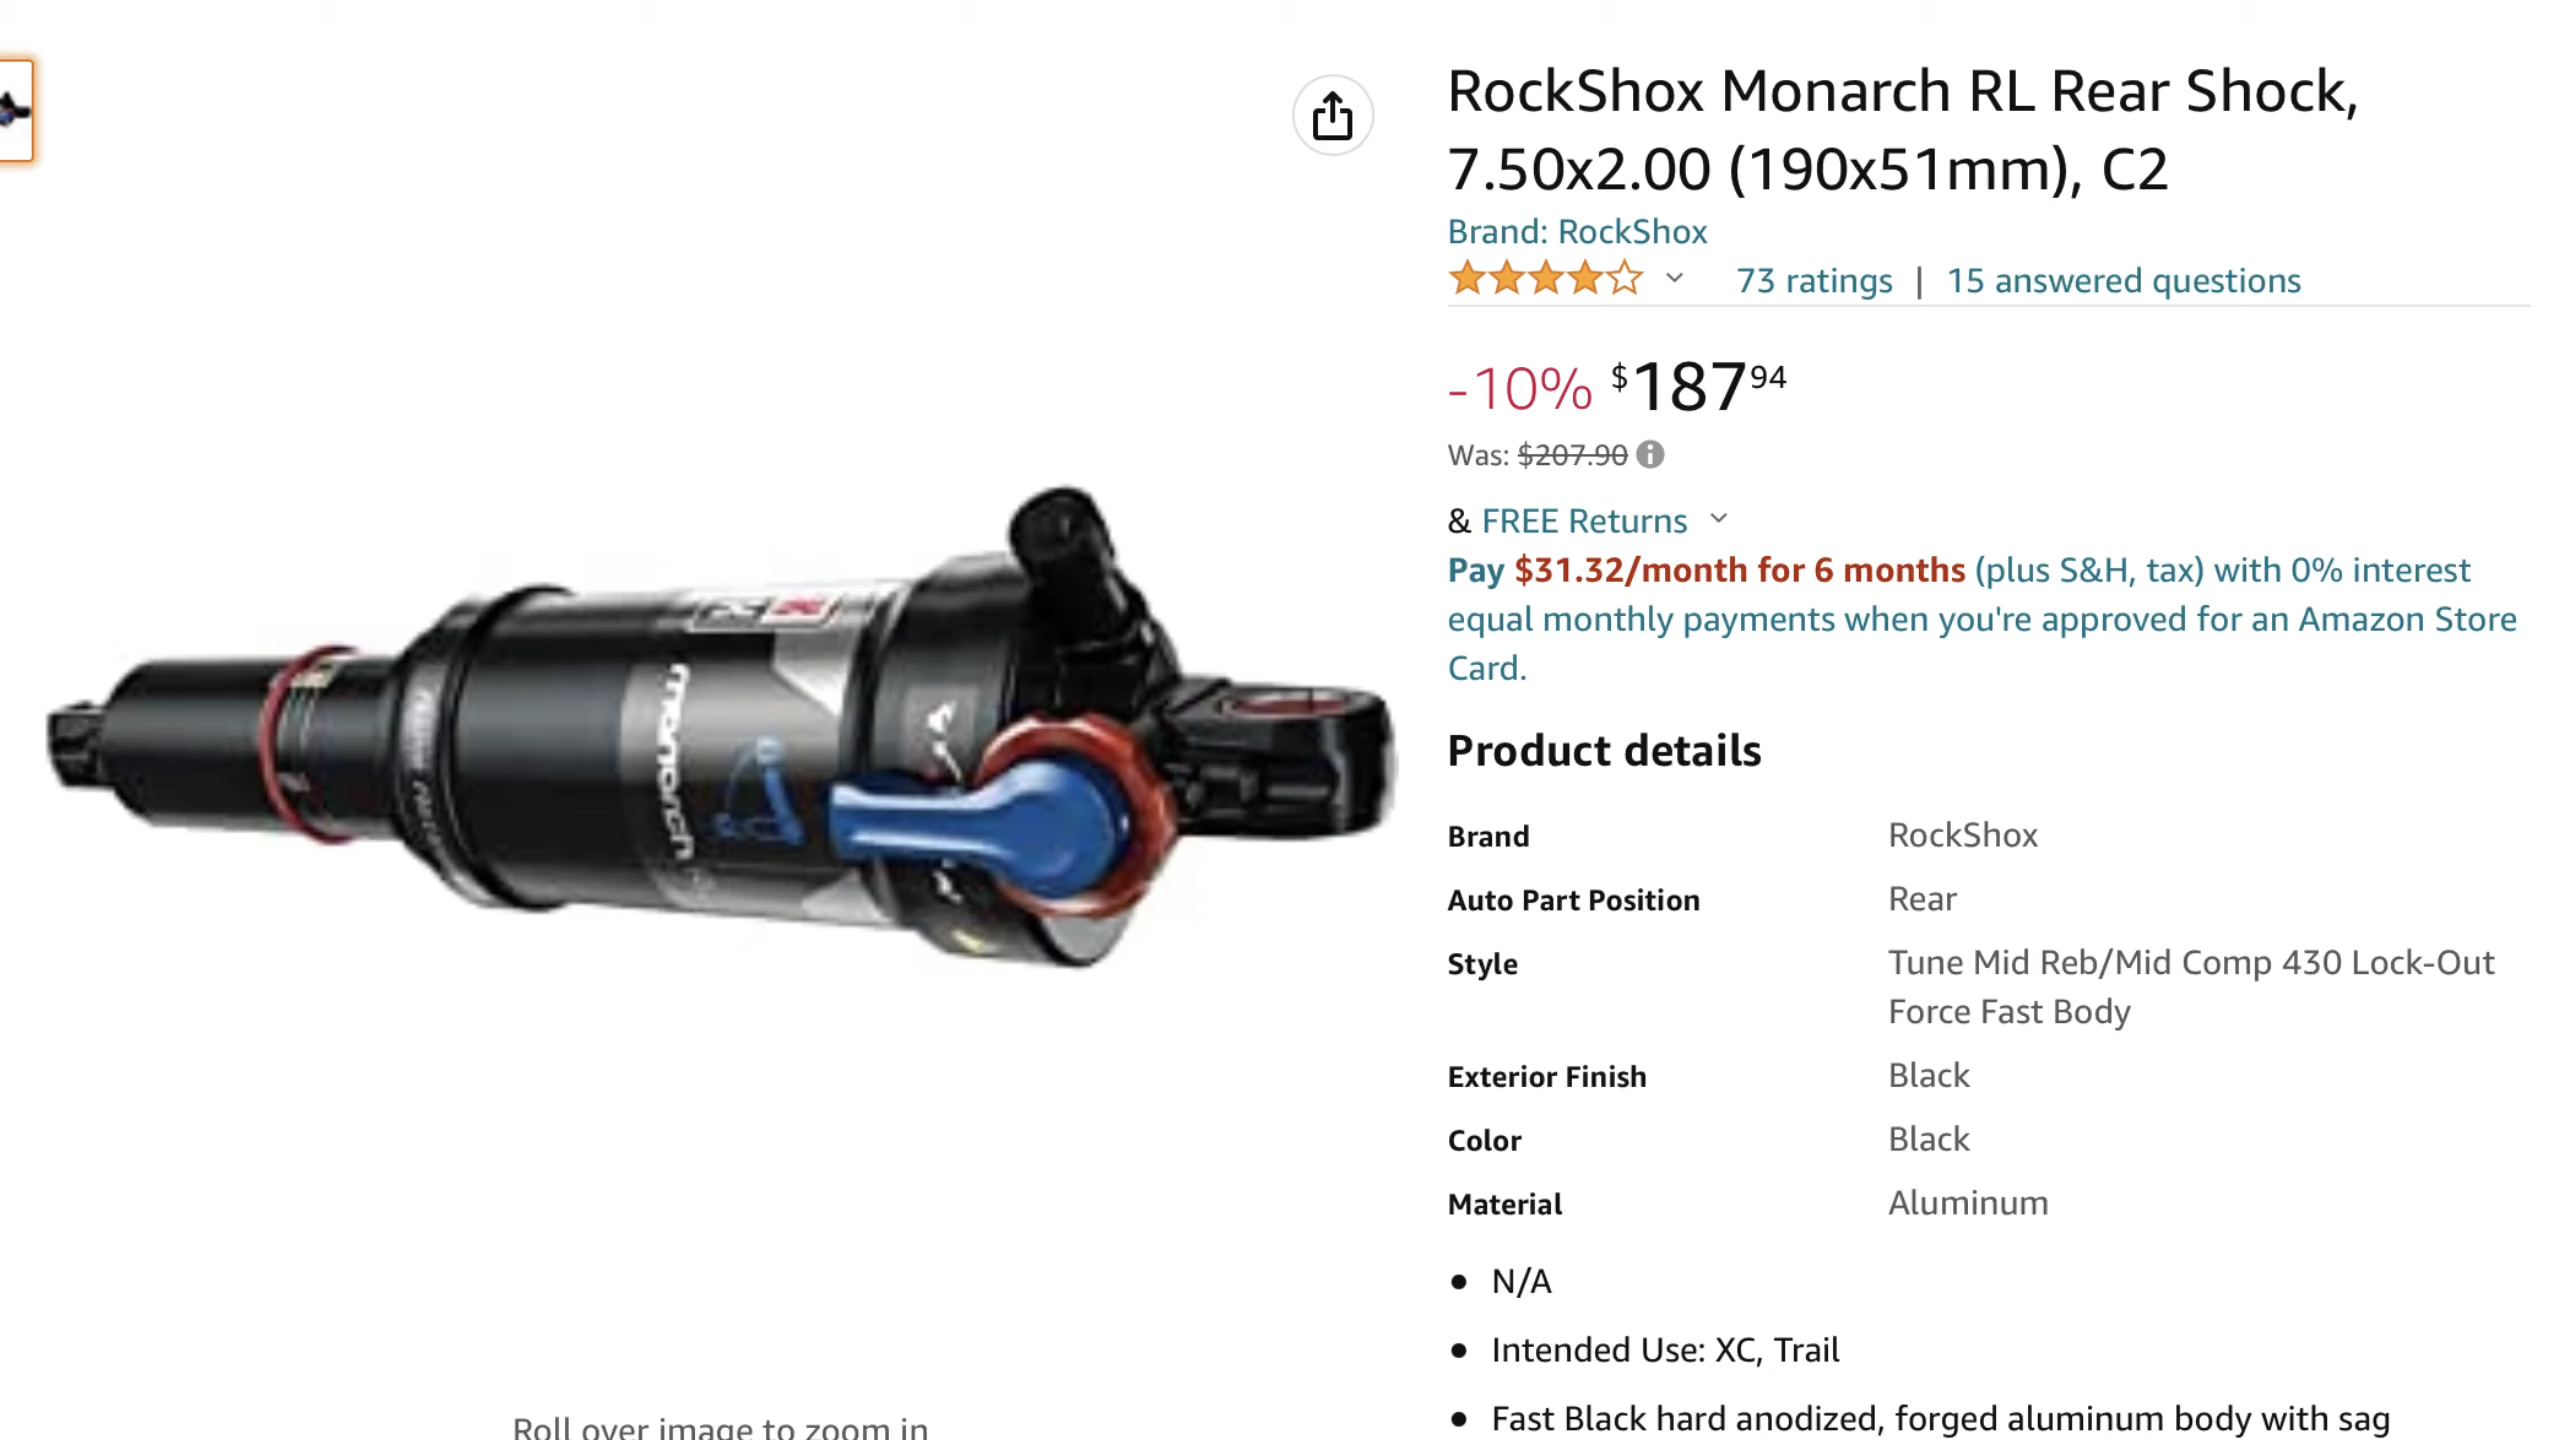 RockShox Monarch RL Rear Shock,
7.50x2.00 (190x51mm), C2
Brand: RockShox
73 ratings | 15 answered questions
-10% $187 94
Was: $207.90
& FREE Returns
Pay $31.32/month for 6 months (plus S&H, tax) with 0% interest
equal monthly payments when you're approved for an Amazon Store
Card.
Product details
Brand RockShox
Auto Part Position Rear
Style Tune Mid Reb/Mid Comp 430 Lock-Out
Force Fast Body
Exterior Finish Black
Color Black
Material Aluminum
• N/A
• Intended Use: XC, Trail
• Fast Black hard anodized, forged aluminum body with sag
monarch
Roll over image to zoom in